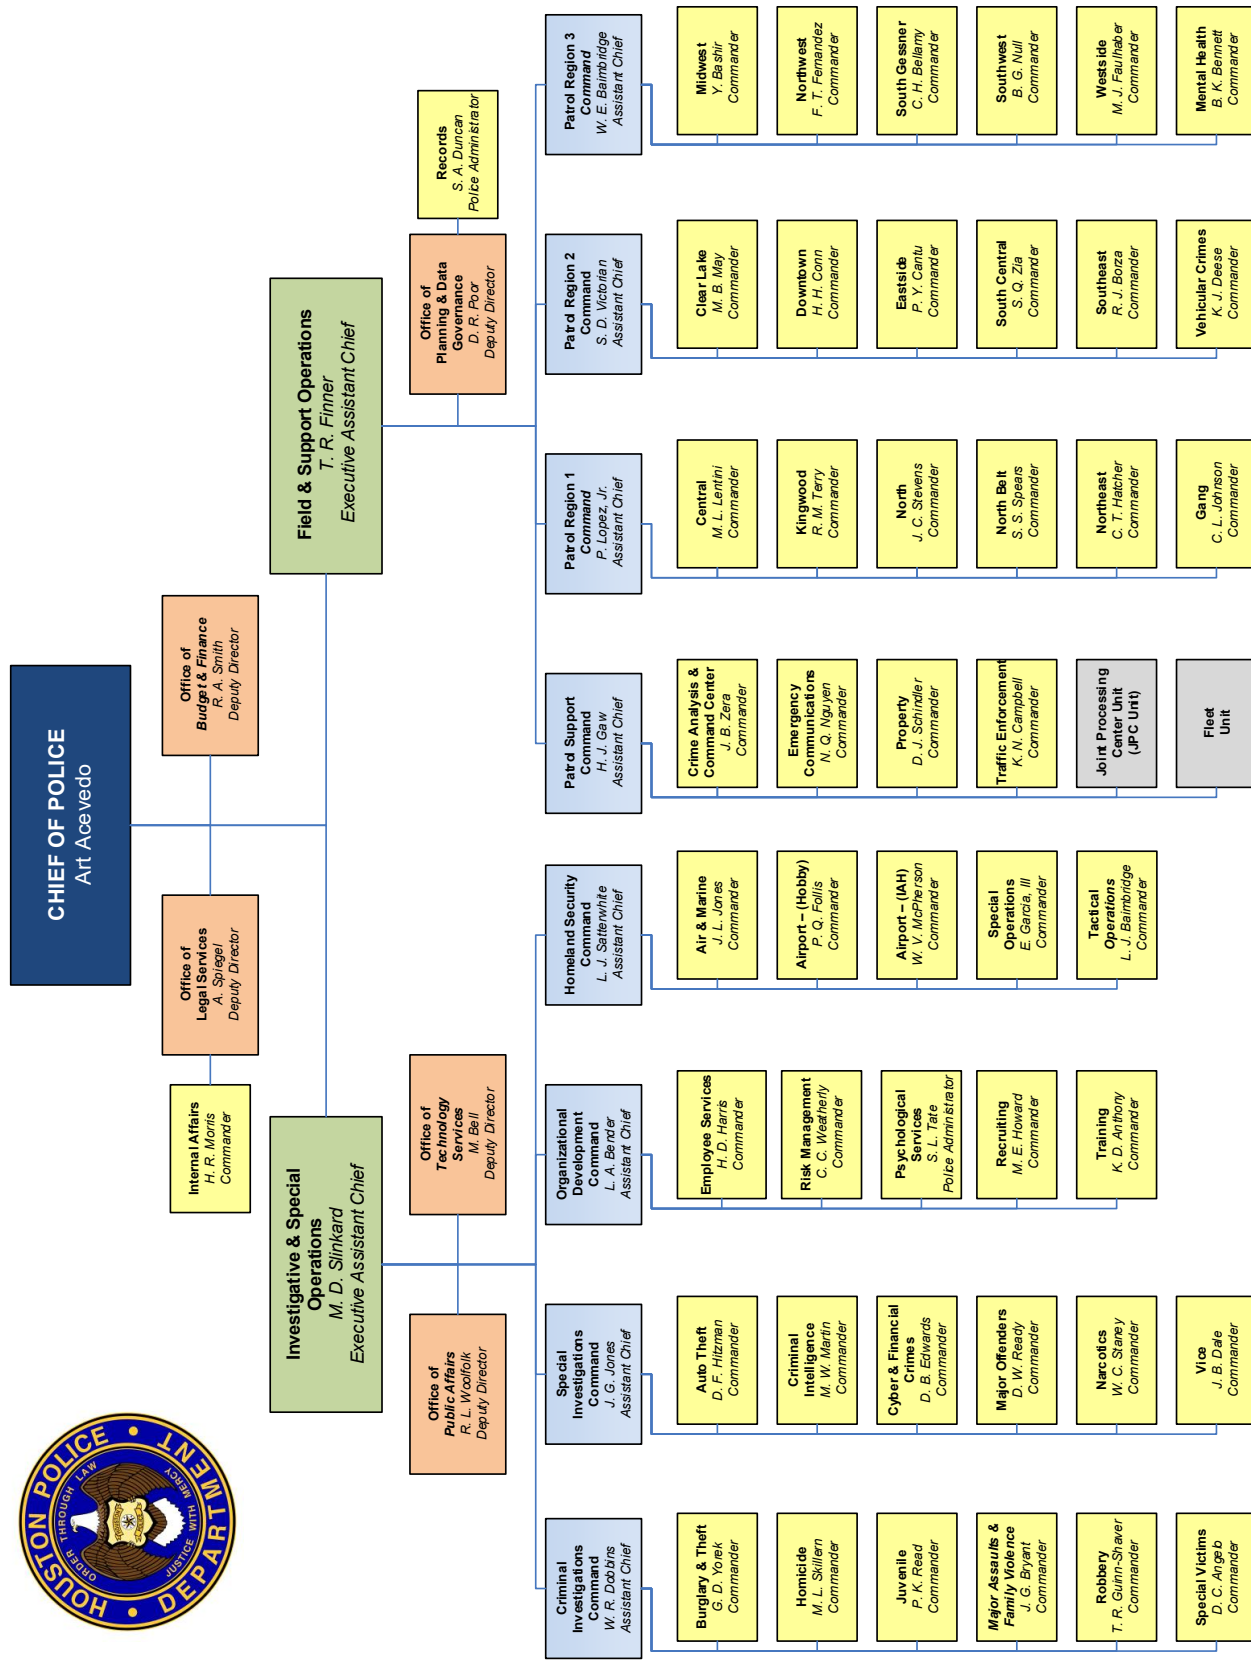 HOUSTON POLICE
DEPARTMENT
ORDER THROUGH LAW
JUSTICE WITH MERCY
CHIEF OF POLICE
Art Acevedo
Internal Affairs
H. R. Morris
Commander
Office of
Legal Services
A. Spiegel
Deputy Director
Office of
Budget & Finance
R. A. Smith
Deputy Director
Investigative & Special
Operations
M. D. Slinkard
Executive Assistant Chief
Field & Support Operations
T. R. Finner
Executive Assistant Chief
Office of
Public Affairs
R. L. Woolfolk
Deputy Director
Office of
Technology
Services
M. Bell
Deputy Director
Office of
Planning & Data
Governance
D. R. Poor
Deputy Director
Records
S. A. Duncan
Police Administrator
Criminal
Investigations
Command
W. R. Dobbins
Assistant Chief
Burglary & Theft
G. D. Yorek
Commander
Homicide
M. L. Skillern
Commander
Juvenile
P. K. Read
Commander
Major Assaults &
Family Violence
J. G. Bryant
Commander
Robbery
T. R. Guinn-Shaver
Commander
Special Victims
D. C. Angelo
Commander
Special
Investigations
Command
J. G. Jones
Assistant Chief
Auto Theft
D. F. Hitzman
Commander
Criminal
Intelligence
M. W. Martin
Commander
Cyber & Financial
Crimes
D. B. Edwards
Commander
Major Offenders
D. W. Ready
Commander
Narcotics
W. C. Staney
Commander
Vice
J. B. Dale
Commander
Organizational
Development
Command
L. A. Bender
Assistant Chief
Employee Services
H. D. Harris
Commander
Risk Management
C. C. Weatherly
Commander
Psychological
Services
S. L. Tate
Police Administrator
Recruiting
M. E. Howard
Commander
Training
K. D. Anthony
Commander
Homeland Security
Command
L. J. Satterwhite
Assistant Chief
Air & Marine
J. L. Jones
Commander
Airport – (Hobby)
P. Q. Follis
Commander
Airport – (IAH)
W. V. McPherson
Commander
Special
Operations
E. Garcia, III
Commander
Tactical
Operations
L. J. Baimbridge
Commander
Patrol Support
Command
H. J. Gaw
Assistant Chief
Crime Analysis &
Command Center
J. B. Zera
Commander
Emergency
Communications
N. Q. Nguyen
Commander
Property
D. J. Schindler
Commander
Traffic Enforcement
K. N. Campbell
Commander
Joint Processing
Center Unit
(JPC Unit)
Fleet
Unit
Patrol Region 1
Command
P. Lopez, Jr.
Assistant Chief
Central
M. L. Lentini
Commander
Kingwood
R. M. Terry
Commander
North
J. C. Stevens
Commander
North Belt
S. S. Spears
Commander
Northeast
C. T. Hatcher
Commander
Gang
C. L. Johnson
Commander
Patrol Region 2
Command
S. D. Victorian
Assistant Chief
Clear Lake
M. B. May
Commander
Downtown
H. H. Conn
Commander
Eastside
P. Y. Cantu
Commander
South Central
S. Q. Zia
Commander
Southeast
R. J. Borza
Commander
Vehicular Crimes
K. J. Deese
Commander
Patrol Region 3
Command
W. E. Baimbridge
Assistant Chief
Midwest
Y. Bashir
Commander
Northwest
F. T. Fernandez
Commander
South Gessner
C. H. Bellamy
Commander
Southwest
B. G. Null
Commander
Westside
M. J. Faulhaber
Commander
Mental Health
B. K. Bennett
Commander